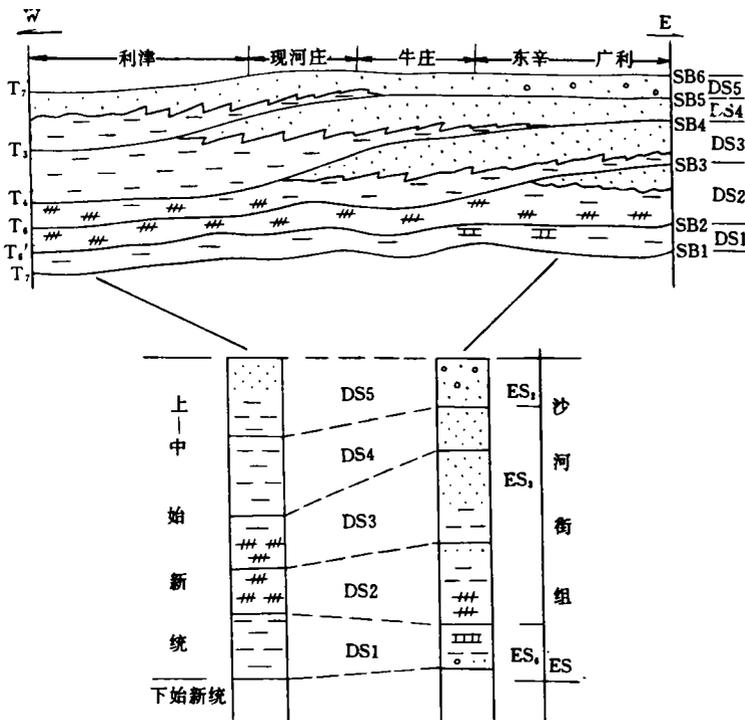 W E
利津 现河庄 牛庄 东辛 广利
T₇ SB6
DS5
SB5
DS4
SB4
T₃ DS3
SB3
T₄ DS2
T₆ SB2
DS1
T₆' SB1
T₇
上—中始新统
下始新统
DS5
DS4
DS3
DS2
DS1
ES₂
ES₃
ES₄
ES
沙河街组